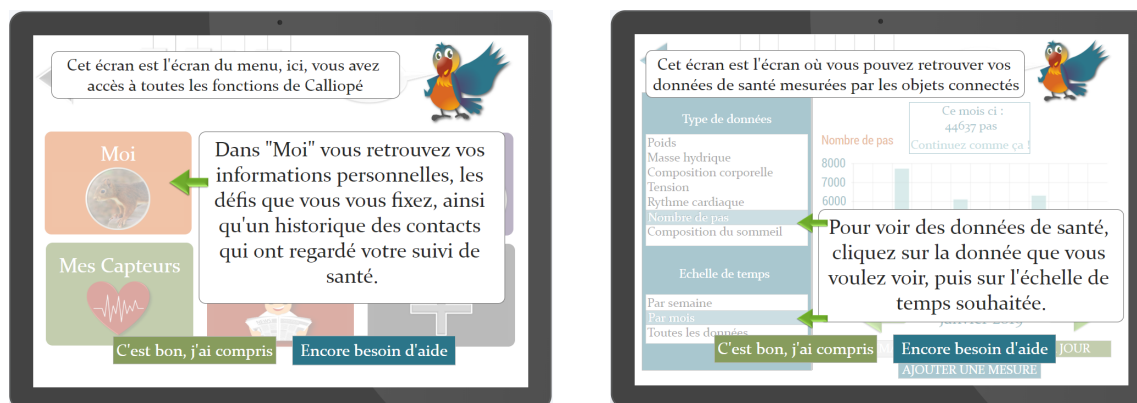 Cet écran est l'écran du menu, ici, vous avez
accès à toutes les fonctions de Calliopé
Moi
Dans "Moi" vous retrouvez vos
informations personnelles, les
défis que vous vous fixez, ainsi
qu'un historique des contacts
qui ont regardé votre suivi de
santé.
Mes Capteurs
C'est bon, j'ai compris
Encore besoin d'aide
Cet écran est l'écran où vous pouvez retrouver vos
données de santé mesurées par les objets connectés
Type de données
Poids
Masse hydrique
Composition corporelle
Tension
Rythme cardiaque
Nombre de pas
Composition du sommeil
Echelle de temps
Par semaine
Par mois
Toutes les données
Ce mois ci :
44637 pas
Continuez comme ça !
Nombre de pas
8000
7000
6000
Pour voir des données de santé,
cliquez sur la donnée que vous
voulez voir, puis sur l'échelle de
temps souhaitée.
C'est bon, j'ai compris
Encore besoin d'aide
JOUR
AJOUTER UNE MESURE